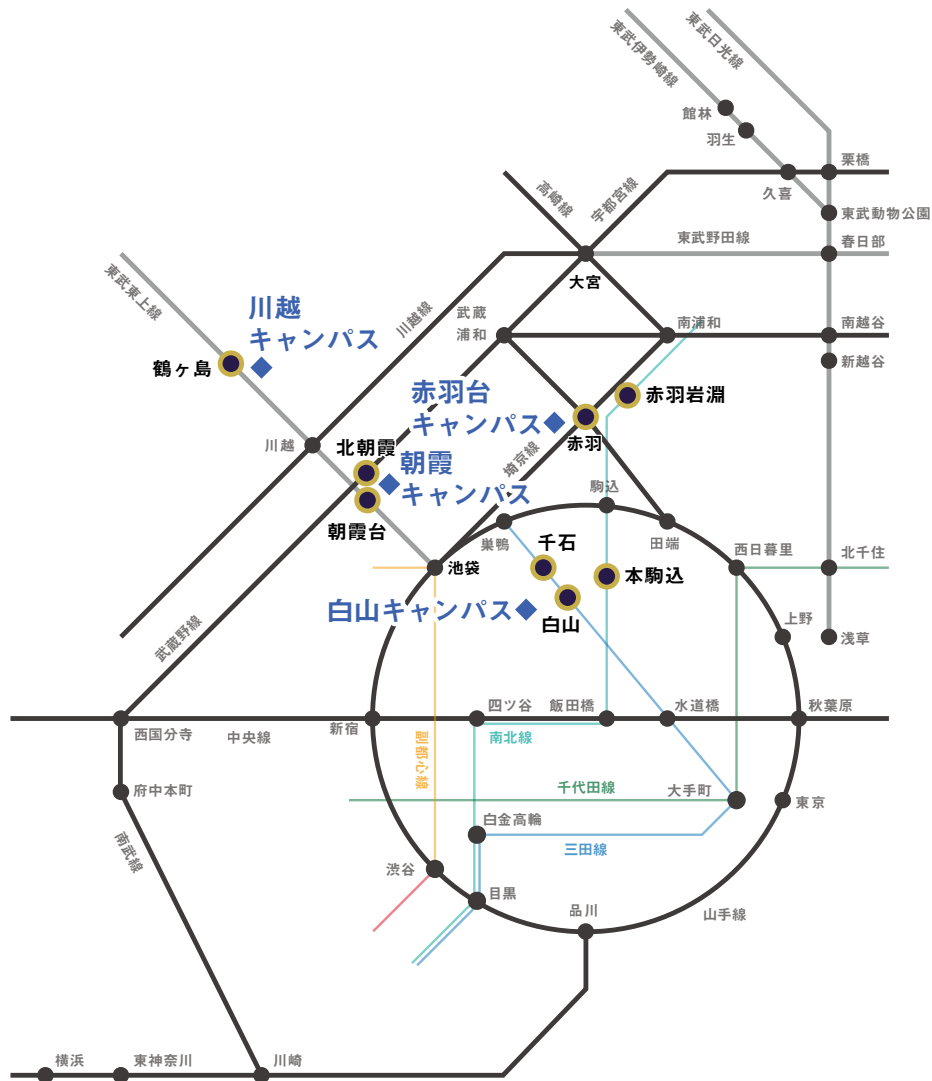 東武日光線
東武伊勢崎線
館林
羽生
栗橋
久喜
高崎線
宇都宮線
東武動物公園
東武野田線
春日部
東武東上線
大宮
川越
キャンパス
川越線
武蔵
浦和
南浦和
南越谷
新越谷
鶴ヶ島
赤羽台
キャンパス
赤羽岩淵
赤羽
川越
北朝霞
朝霞
キャンパス
埼京線
駒込
朝霞台
巣鴨
千石
田端
西日暮里
北千住
池袋
本駒込
白山キャンパス
白山
上野
浅草
武蔵野線
西国分寺
中央線
新宿
四ツ谷
飯田橋
水道橋
秋葉原
南北線
副都心線
千代田線
大手町
府中本町
東京
南武線
白金高輪
三田線
渋谷
目黒
品川
山手線
横浜
東神奈川
川崎